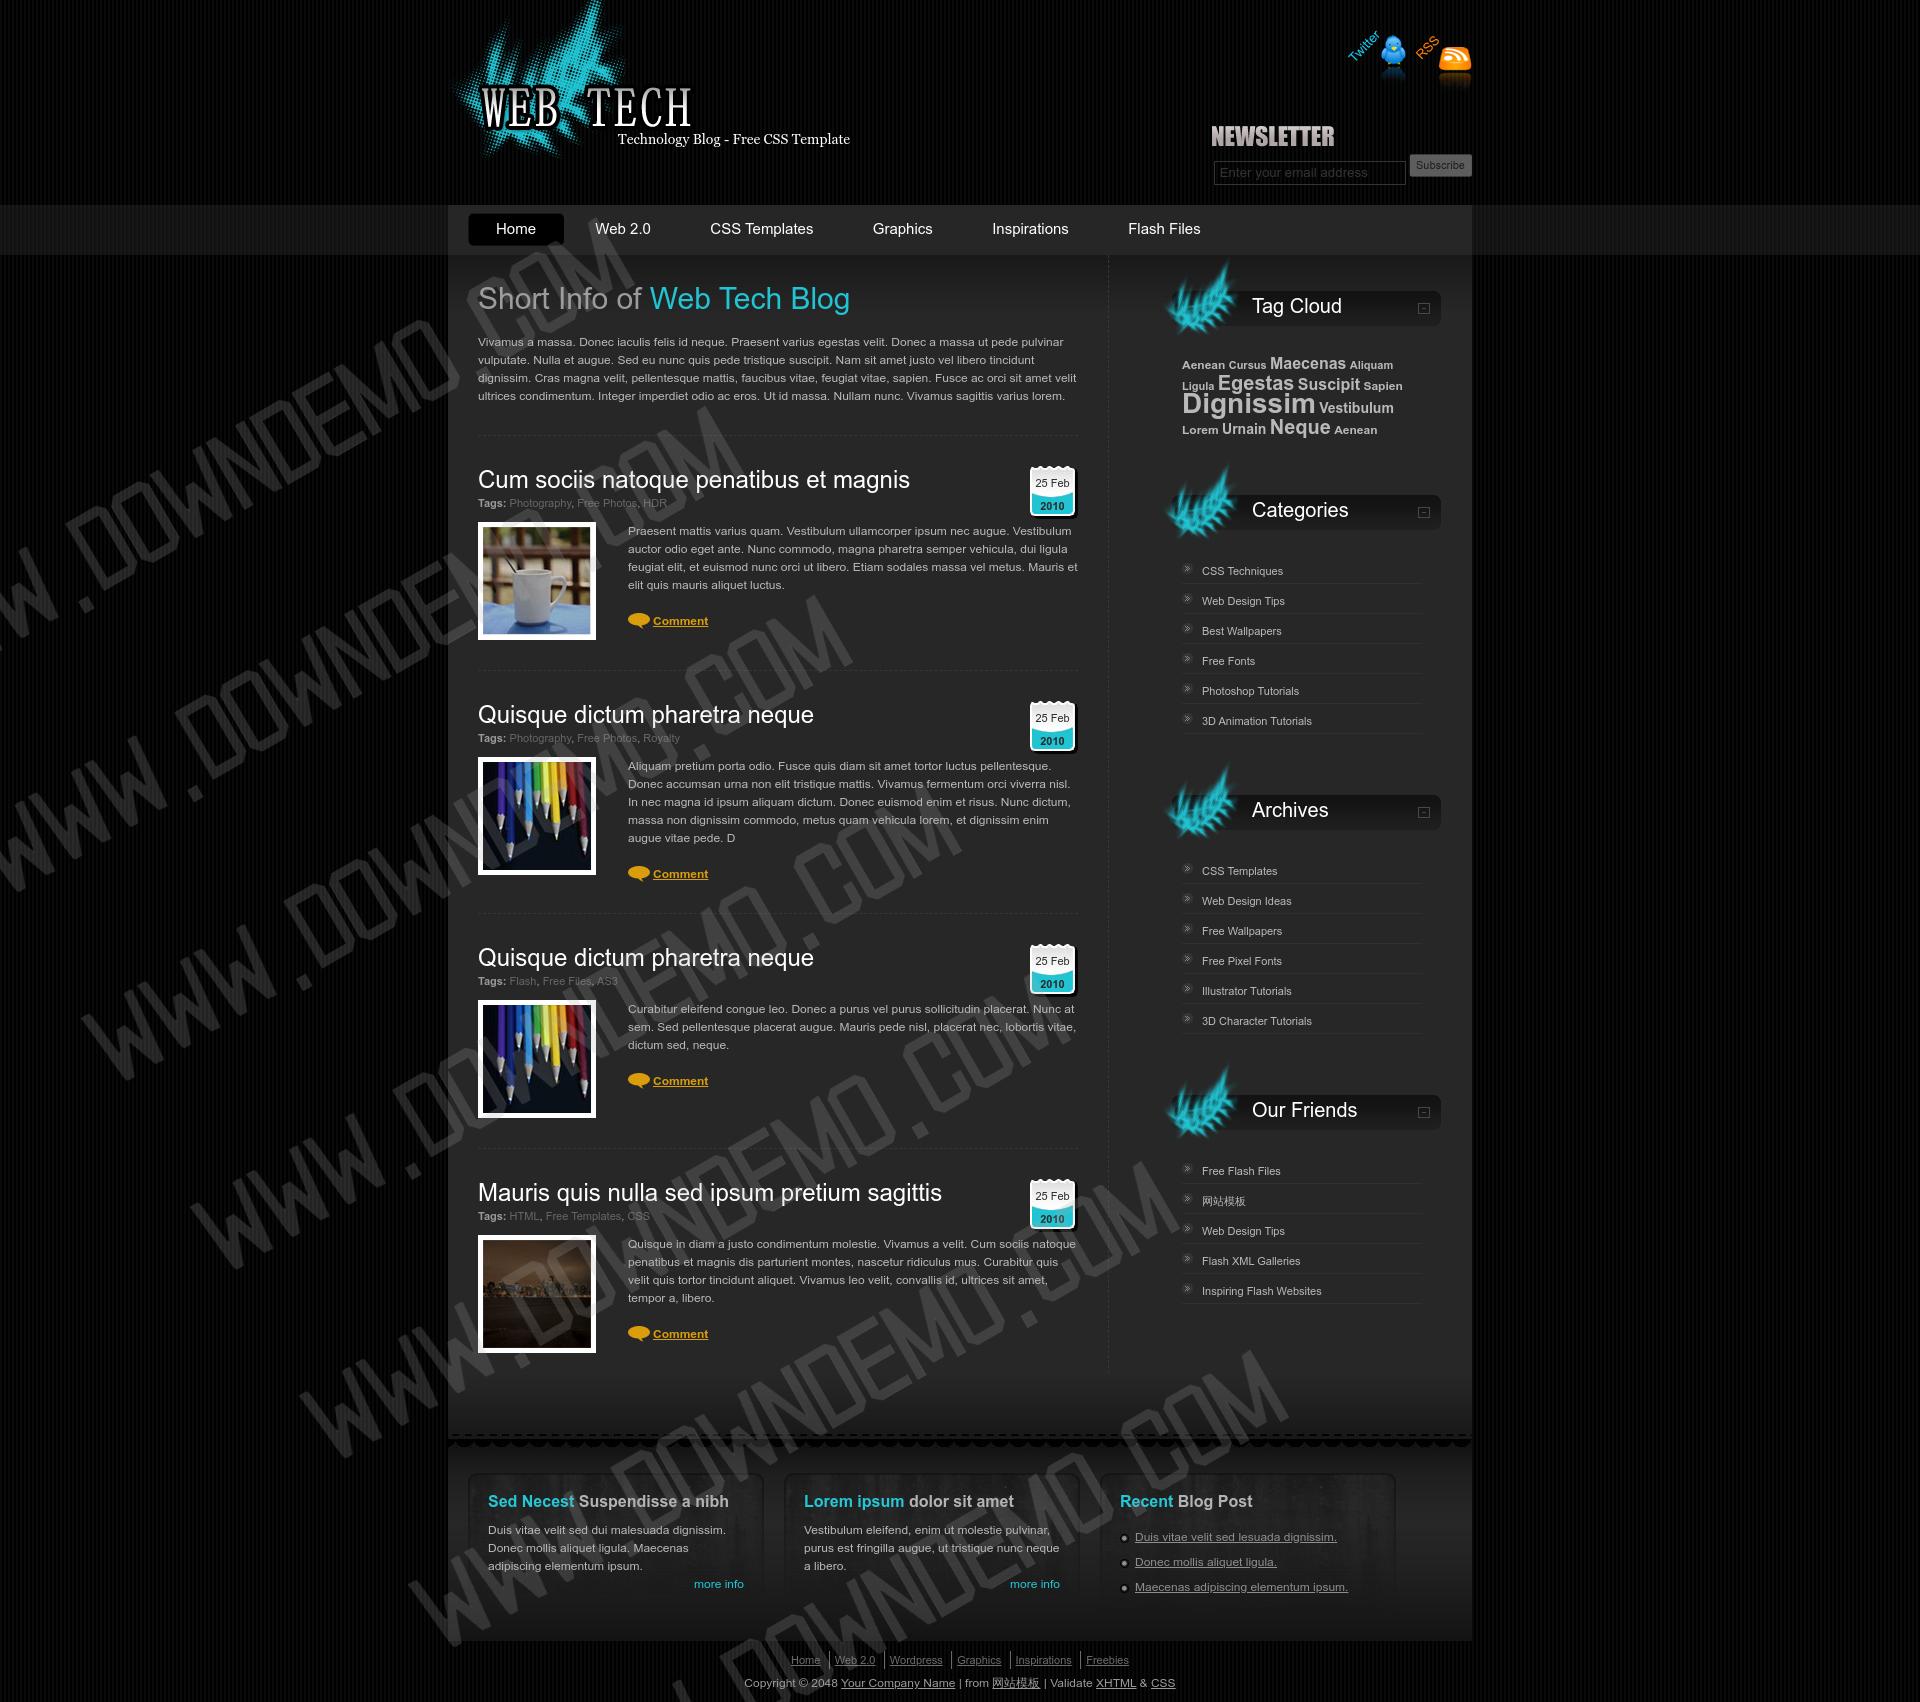 Twitter
RSS
WEB TECH
Technology Blog - Free CSS Template
NEWSLETTER
Enter your email address
Subscribe
Home
Web 2.0
CSS Templates
Graphics
Inspirations
Flash Files
Short Info of Web Tech Blog
Vivamus a massa. Donec iaculis felis id neque. Praesent varius egestas velit. Donec a massa ut pede pulvinar
vulputate. Nulla et augue. Sed eu nunc quis pede tristique suscipit. Nam sit amet justo vel libero tincidunt
dignissim. Cras magna velit, pellentesque mattis, faucibus vitae, feugiat vitae, sapien. Fusce ac orci sit amet velit
ultrices condimentum. Integer imperdiet odio ac eros. Ut id massa. Nullam nunc. Vivamus sagittis varius lorem.
Cum sociis natoque penatibus et magnis
25 Feb
2010
Tags: Photography, Free Photos, HDR
Praesent mattis varius quam. Vestibulum ullamcorper ipsum nec augue. Vestibulum
auctor odio eget ante. Nunc commodo, magna pharetra semper vehicula, dui ligula
feugiat elit, et euismod nunc orci ut libero. Etiam sodales massa vel metus. Mauris et
elit quis mauris aliquet luctus.
Comment
Quisque dictum pharetra neque
25 Feb
2010
Tags: Photography, Free Photos, Royalty
Aliquam pretium porta odio. Fusce quis diam sit amet tortor luctus pellentesque.
Donec accumsan urna non elit tristique mattis. Vivamus fermentum orci viverra nisl.
In nec magna id ipsum aliquam dictum. Donec euismod enim et risus. Nunc dictum,
massa non dignissim commodo, metus quam vehicula lorem, et dignissim enim
augue vitae pede. D
Comment
Quisque dictum pharetra neque
25 Feb
2010
Tags: Flash, Free Files, AS3
Curabitur eleifend congue leo. Donec a purus vel purus sollicitudin placerat. Nunc at
sem. Sed pellentesque placerat augue. Mauris pede nisl, placerat nec, lobortis vitae,
dictum sed, neque.
Comment
Mauris quis nulla sed ipsum pretium sagittis
25 Feb
2010
Tags: HTML, Free Templates, CSS
Quisque in diam a justo condimentum molestie. Vivamus a velit. Cum sociis natoque
penatibus et magnis dis parturient montes, nascetur ridiculus mus. Curabitur quis
velit quis tortor tincidunt aliquet. Vivamus leo velit, convallis id, ultrices sit amet,
tempor a, libero.
Comment
Tag Cloud
Aenean Cursus Maecenas Aliquam
Ligula Egestas Suscipit Sapien
Dignissim Vestibulum
Lorem Urnain Neque Aenean
Categories
CSS Techniques
Web Design Tips
Best Wallpapers
Free Fonts
Photoshop Tutorials
3D Animation Tutorials
Archives
CSS Templates
Web Design Ideas
Free Wallpapers
Free Pixel Fonts
Illustrator Tutorials
3D Character Tutorials
Our Friends
Free Flash Files
网站模板
Web Design Tips
Flash XML Galleries
Inspiring Flash Websites
Sed Necest Suspendisse a nibh
Duis vitae velit sed dui malesuada dignissim.
Donec mollis aliquet ligula. Maecenas
adipiscing elementum ipsum.
more info
Lorem ipsum dolor sit amet
Vestibulum eleifend, enim ut molestie pulvinar,
purus est fringilla augue, ut tristique nunc neque
a libero.
more info
Recent Blog Post
Duis vitae velit sed lesuada dignissim.
Donec mollis aliquet ligula.
Maecenas adipiscing elementum ipsum.
Home | Web 2.0 | Wordpress | Graphics | Inspirations | Freebies
Copyright © 2048 Your Company Name | from 网站模板 | Validate XHTML & CSS
WWW.DOWNDEMO.COM
WWW.DOWNDEMO.COM
WWW.DOWNDEMO.COM
WWW.DOWNDEMO.COM
WWW.DOWNDEMO.COM
WWW.DOWNDEMO.COM
WWW.DOWNDEMO.COM